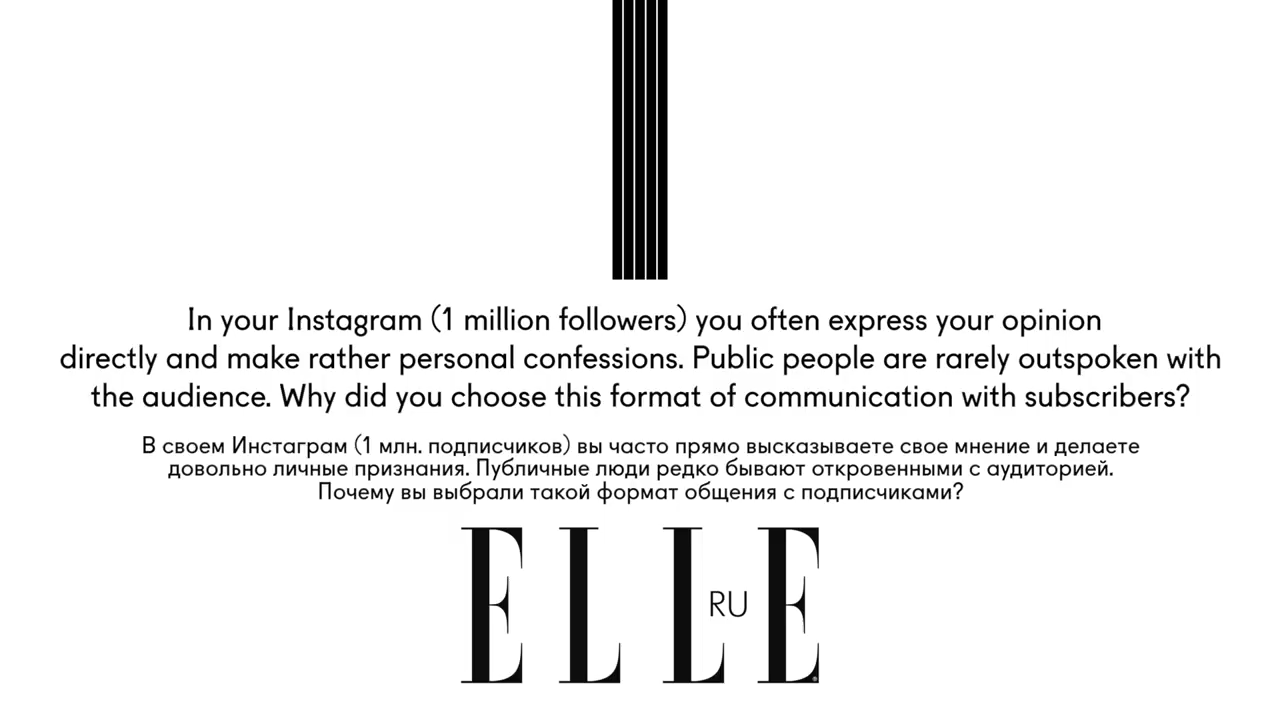 In your Instagram (1 million followers) you often express your opinion
directly and make rather personal confessions. Public people are rarely outspoken with
the audience. Why did you choose this format of communication with subscribers?
В своем Инстаграм (1 млн. подписчиков) вы часто прямо высказываете свое мнение и делаете
довольно личные признания. Публичные люди редко бывают откровенными с аудиторией.
Почему вы выбрали такой формат общения с подписчиками?
ELLE RU